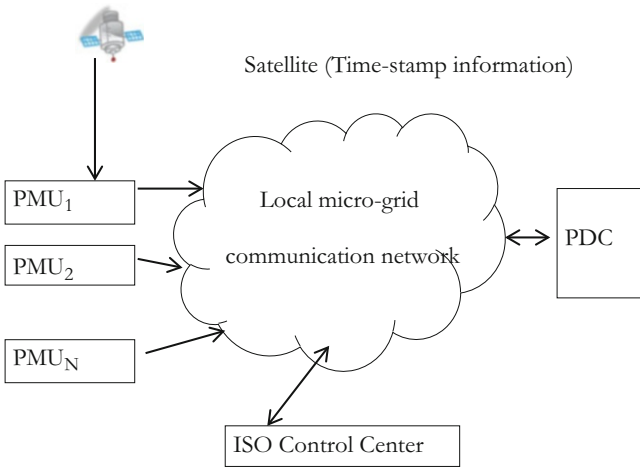 Satellite (Time-stamp information)
PMU1
Local micro-grid
communication network
PMU2
PDC
PMUN
ISO Control Center